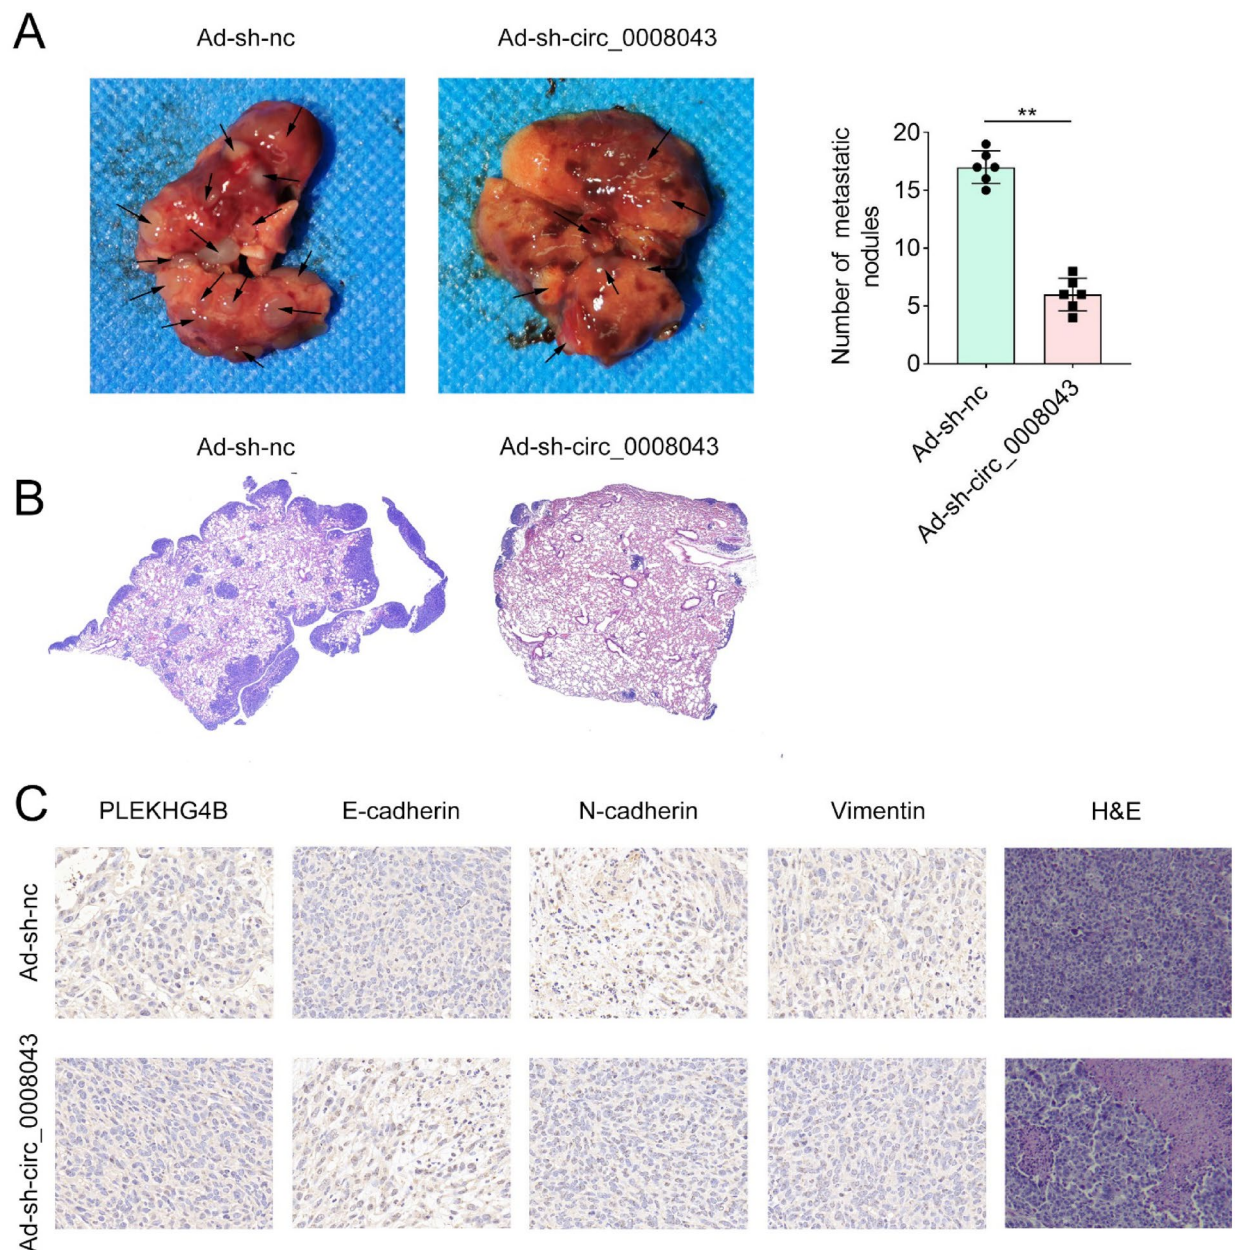 A
Ad-sh-nc
Ad-sh-circ_0008043
**
Number of metastatic
nodules
20
15
10
5
0
Ad-sh-nc
Ad-sh-circ_0008043
B
Ad-sh-nc
Ad-sh-circ_0008043
C
PLEKHG4B
E-cadherin
N-cadherin
Vimentin
H&E
Ad-sh-nc
Ad-sh-circ_0008043